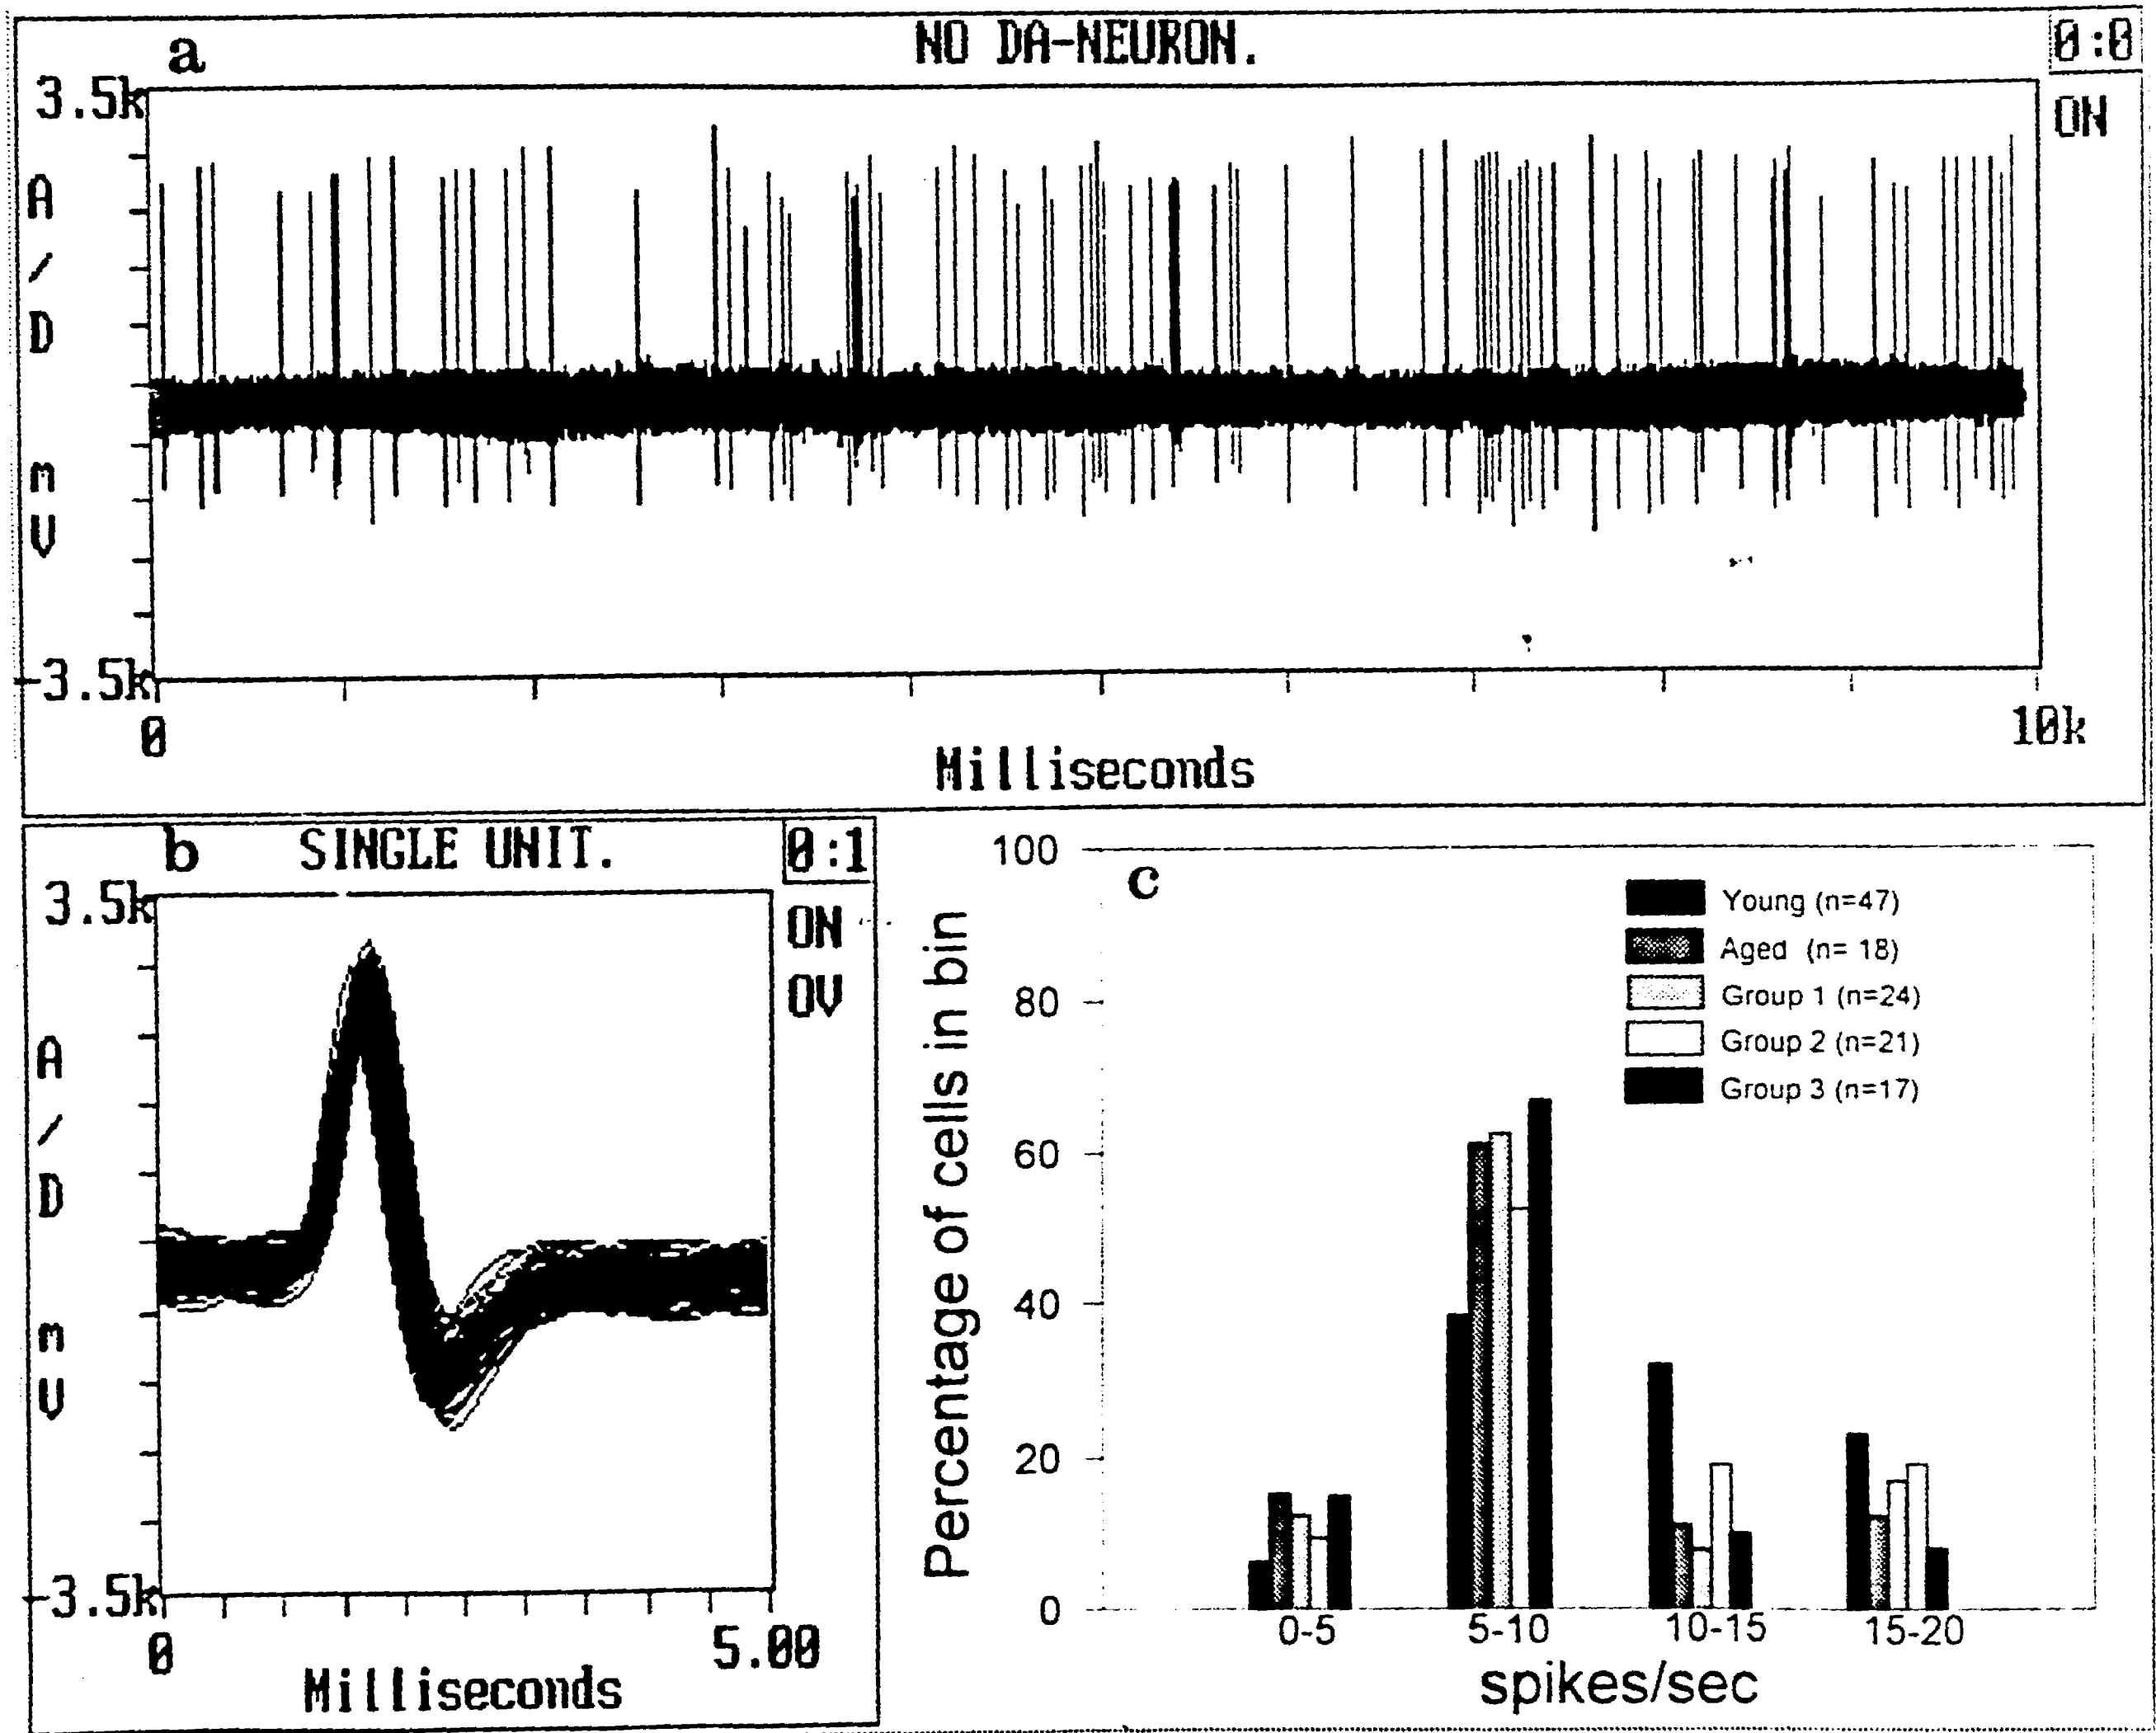 a
NO DA-NEURON.
0:0
ON
3.5k
A/D mV
-3.5k
0
10k
Milliseconds
b
SINGLE UNIT.
0:1
ON
OV
3.5k
A/D mV
-3.5k
0
5.00
Milliseconds
c
Percentage of cells in bin
100
80
60
40
20
0
Young (n=47)
Aged (n= 18)
Group 1 (n=24)
Group 2 (n=21)
Group 3 (n=17)
0-5
5-10
10-15
15-20
spikes/sec